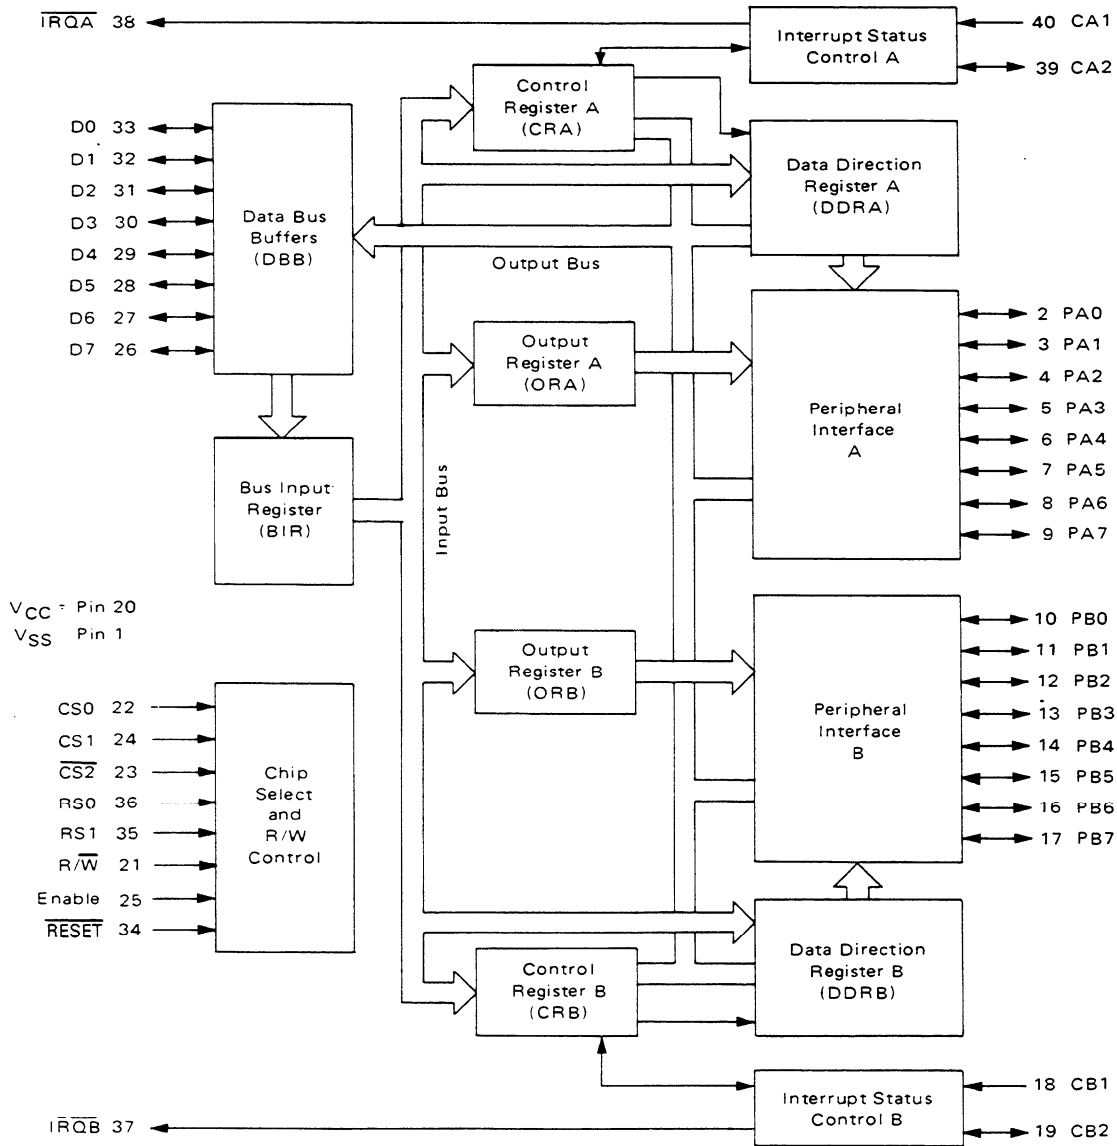 IRQA 38
Interrupt Status
Control A
40 CA1
39 CA2
Control
Register A
(CRA)
D0 33
D1 32
D2 31
D3 30
D4 29
D5 28
D6 27
D7 26
Data Bus
Buffers
(DBB)
Data Direction
Register A
(DDRA)
Output Bus
Output
Register A
(ORA)
Peripheral
Interface
A
2 PA0
3 PA1
4 PA2
5 PA3
6 PA4
7 PA5
8 PA6
9 PA7
Bus Input
Register
(BIR)
Input Bus
VCC = Pin 20
VSS Pin 1
Output
Register B
(ORB)
Peripheral
Interface
B
10 PB0
11 PB1
12 PB2
13 PB3
14 PB4
15 PB5
16 PB6
17 PB7
CS0 22
CS1 24
CS2 23
RS0 36
RS1 35
R/W 21
Enable 25
RESET 34
Chip
Select
and
R/W
Control
Control
Register B
(CRB)
Data Direction
Register B
(DDRB)
Interrupt Status
Control B
18 CB1
19 CB2
IRQB 37